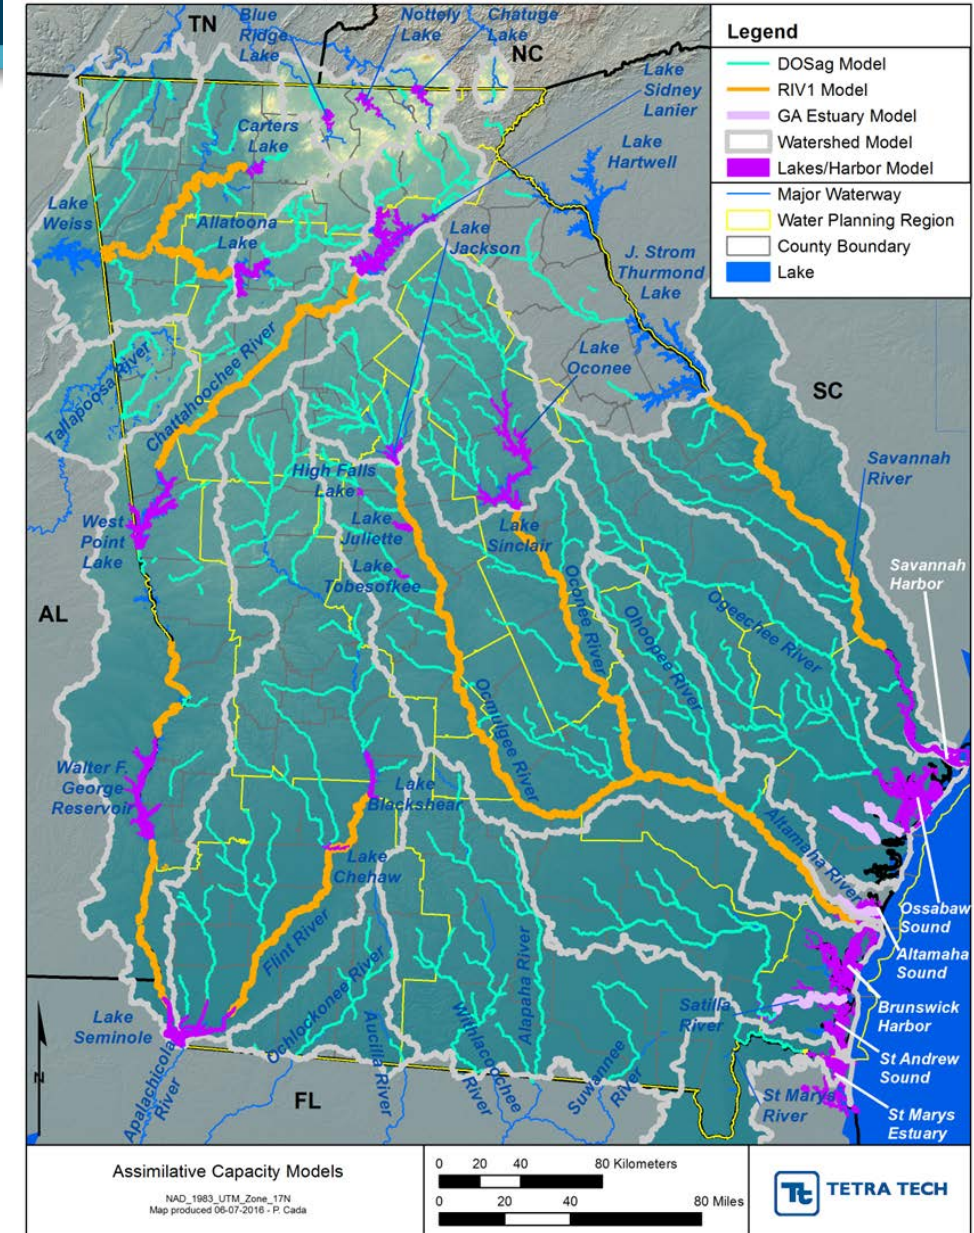 TN
Blue
Ridge
Lake
Nottely
Lake
Chatuge
Lake
NC
Lake
Sidney
Lanier
Carters
Lake
Lake
Hartwell
Lake
Weiss
Allatoona
Lake
Lake
Jackson
J. Strom
Thurmond
Lake
Legend
DOSag Model
RIV1 Model
GA Estuary Model
Watershed Model
Lakes/Harbor Model
Major Waterway
Water Planning Region
County Boundary
Lake
Tallapoosa River
Chattahoochee River
Lake
Oconee
SC
Savannah
River
High Falls
Lake
West
Point
Lake
Lake
Juliette
Lake
Sinclair
Lake
Tobesofkee
Savannah
Harbor
AL
Oconee River
Ohoopee River
Ogeechee River
Ocmulgee River
Walter F.
George
Reservoir
Lake
Blackshear
Lake
Chehaw
Altamaha River
Ossabaw
Sound
Altamaha
Sound
Flint River
Ochlockonee River
Alapaha River
Satilla
River
Brunswick
Harbor
Lake
Seminole
Aucilla River
Withlacoochee
River
Suwannee
River
St Andrew
Sound
Apalachicola
River
FL
St Marys
River
St Marys
Estuary
N
Assimilative Capacity Models
NAD_1983_UTM_Zone_17N
Map produced 06-07-2016 - P. Cada
0 20 40 80 Kilometers
0 20 40 80 Miles
Tt TETRA TECH